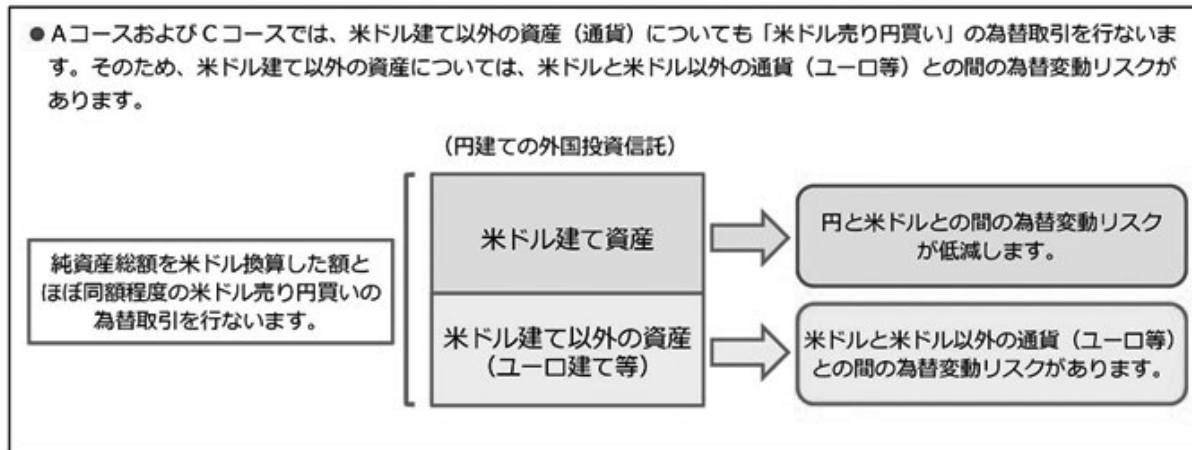 ● AコースおよびCコースでは、米ドル建て以外の資産（通貨）についても「米ドル売り円買い」の為替取引を行ないま
す。そのため、米ドル建て以外の資産については、米ドルと米ドル以外の通貨（ユーロ等）との間の為替変動リスクが
あります。
（円建ての外国投資信託）
純資産総額を米ドル換算した額と
ほぼ同額程度の米ドル売り円買いの
為替取引を行ないます。
米ドル建て資産
円と米ドルとの間の為替変動リスク
が低減します。
米ドル建て以外の資産
（ユーロ建て等）
米ドルと米ドル以外の通貨（ユーロ等）
との間の為替変動リスクがあります。